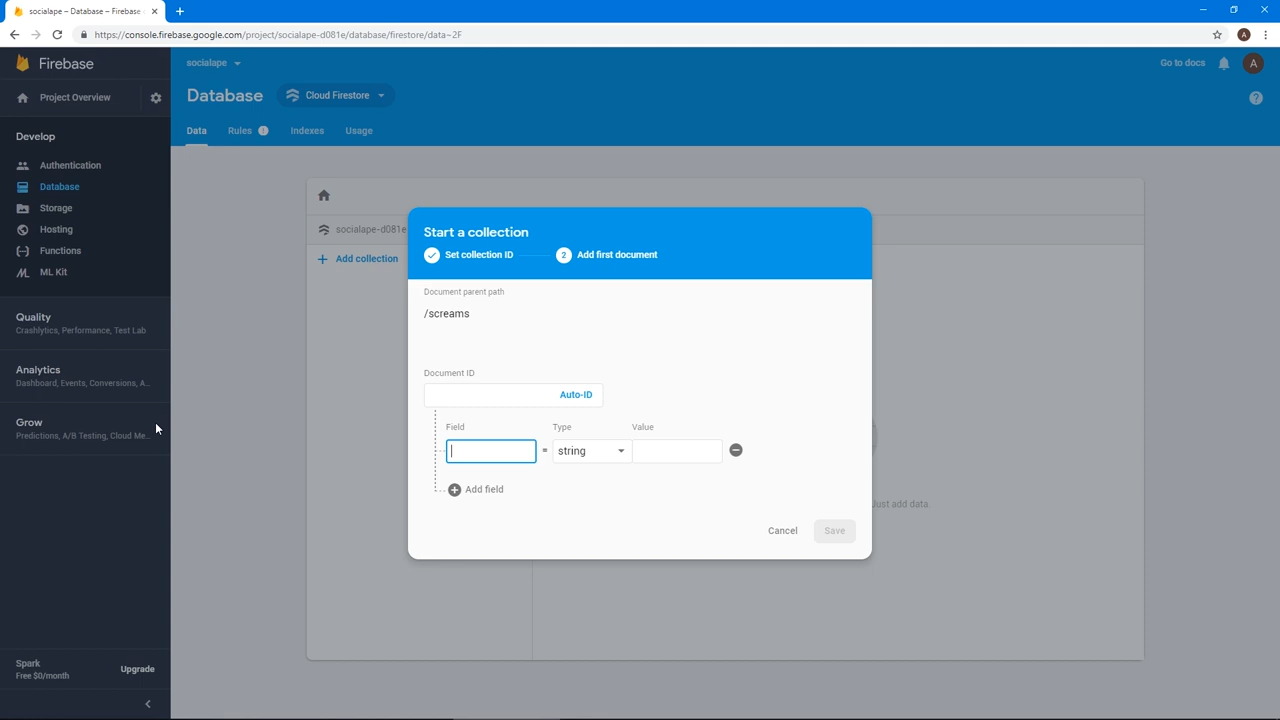 socialape – Database – Firebase
https://console.firebase.google.com/project/socialape-d081e/database/firestore/data~2F
A
Firebase
socialape
Go to docs
A
Project Overview
Database
Cloud Firestore
?
Develop
Data
Rules
!
Indexes
Usage
Authentication
Database
Storage
Hosting
Functions
ML Kit
socialape-d081e
Add collection
Start a collection
Set collection ID
2 Add first document
Document parent path
/screams
Quality
Crashlytics, Performance, Test Lab
Analytics
Dashboard, Events, Conversions, A...
Grow
Predictions, A/B Testing, Cloud Me...
Document ID
Auto-ID
Field
Type
Value
= string
Add field
Just add data
Cancel
Save
Spark
Free $0/month
Upgrade